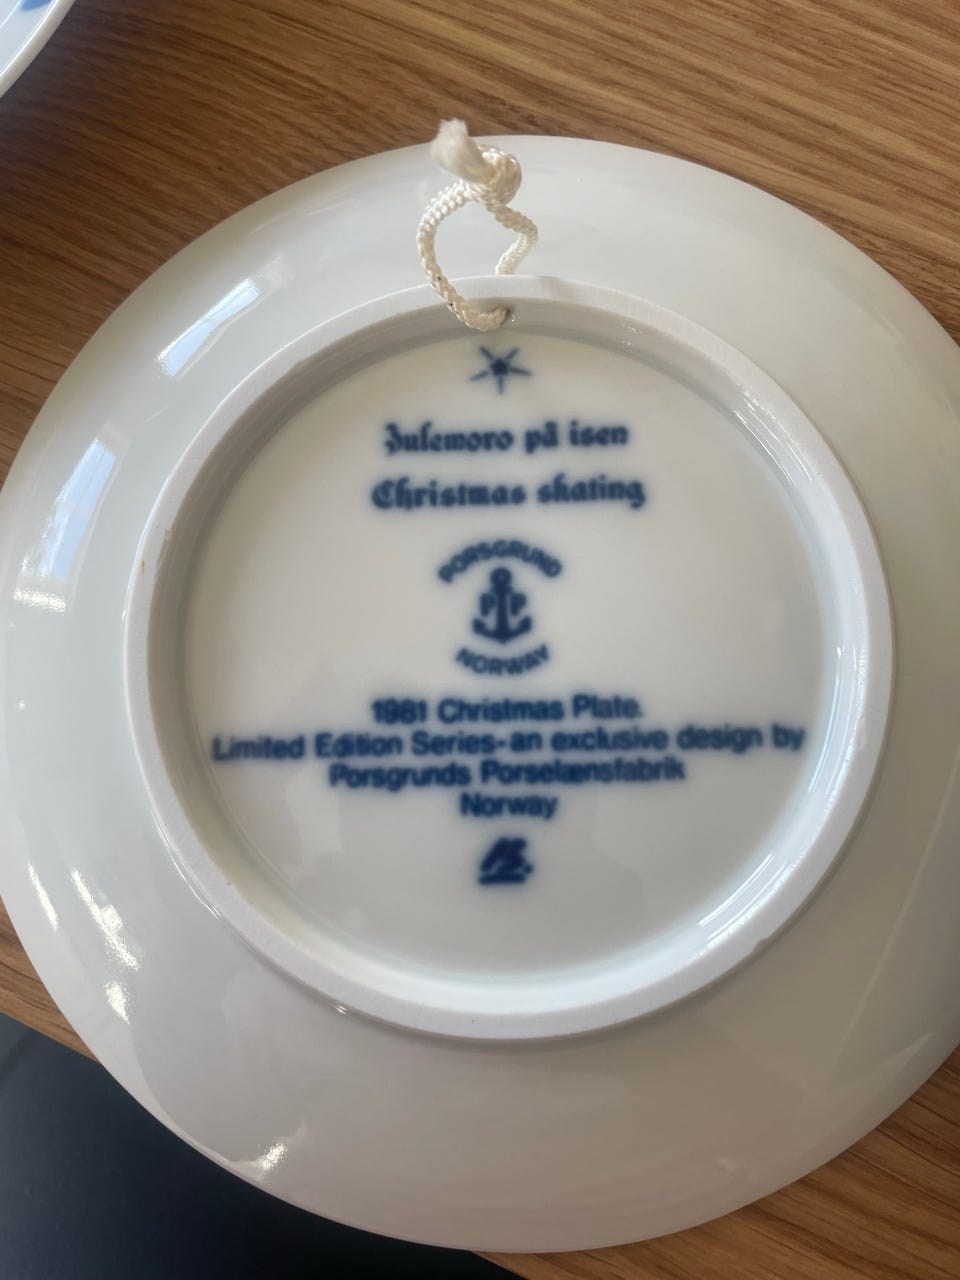 Julemoro på isen
Christmas skating
PORSGRUND
PP
NORWAY
1981 Christmas Plate.
Limited Edition Series-an exclusive design by
Porsgrunds Porselænsfabrik
Norway